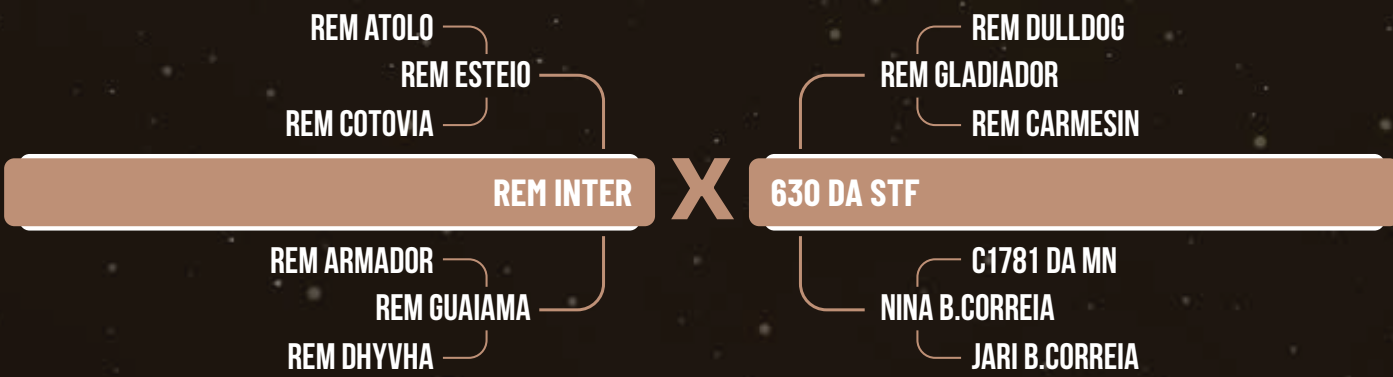 REM ATOLO
REM ESTEIO
REM COTOVIA
REM INTER
REM ARMADOR
REM GUAIAMA
REM DHYVHA
X
REM DULLDOG
REM GLADIADOR
REM CARMESIN
630 DA STF
C1781 DA MN
NINA B.CORREIA
JARI B.CORREIA